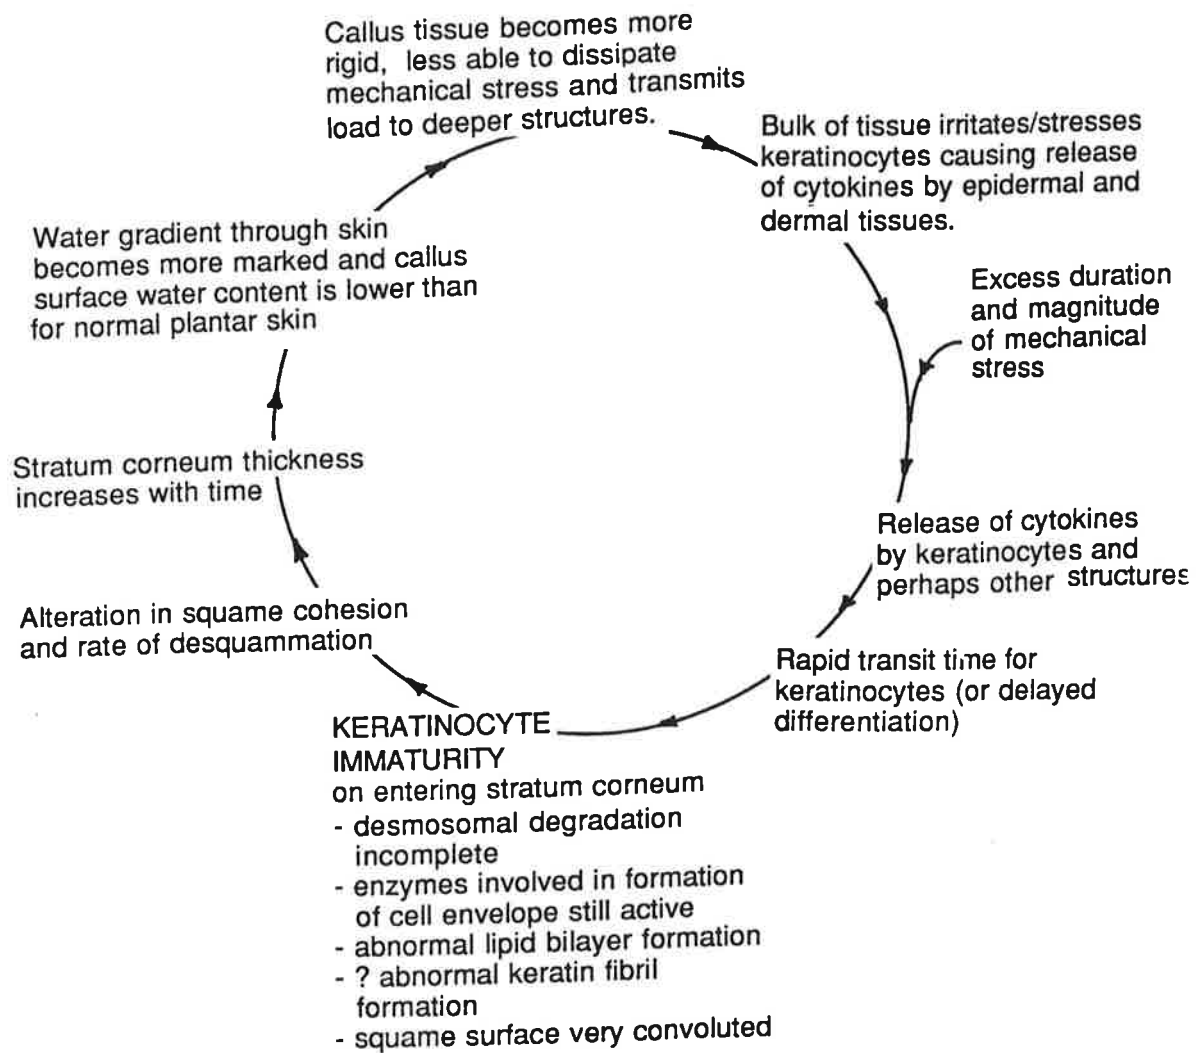 Callus tissue becomes more
rigid, less able to dissipate
mechanical stress and transmits
load to deeper structures.
Bulk of tissue irritates/stresses
keratinocytes causing release
of cytokines by epidermal and
dermal tissues.
Excess duration
and magnitude
of mechanical
stress
Release of cytokines
by keratinocytes and
perhaps other structures
Rapid transit time for
keratinocytes (or delayed
differentiation)
KERATINOCYTE
IMMATURITY
on entering stratum corneum
- desmosomal degradation
incomplete
- enzymes involved in formation
of cell envelope still active
- abnormal lipid bilayer formation
- ? abnormal keratin fibril
formation
- squame surface very convoluted
Alteration in squame cohesion
and rate of desquammation
Stratum corneum thickness
increases with time
Water gradient through skin
becomes more marked and callus
surface water content is lower than
for normal plantar skin